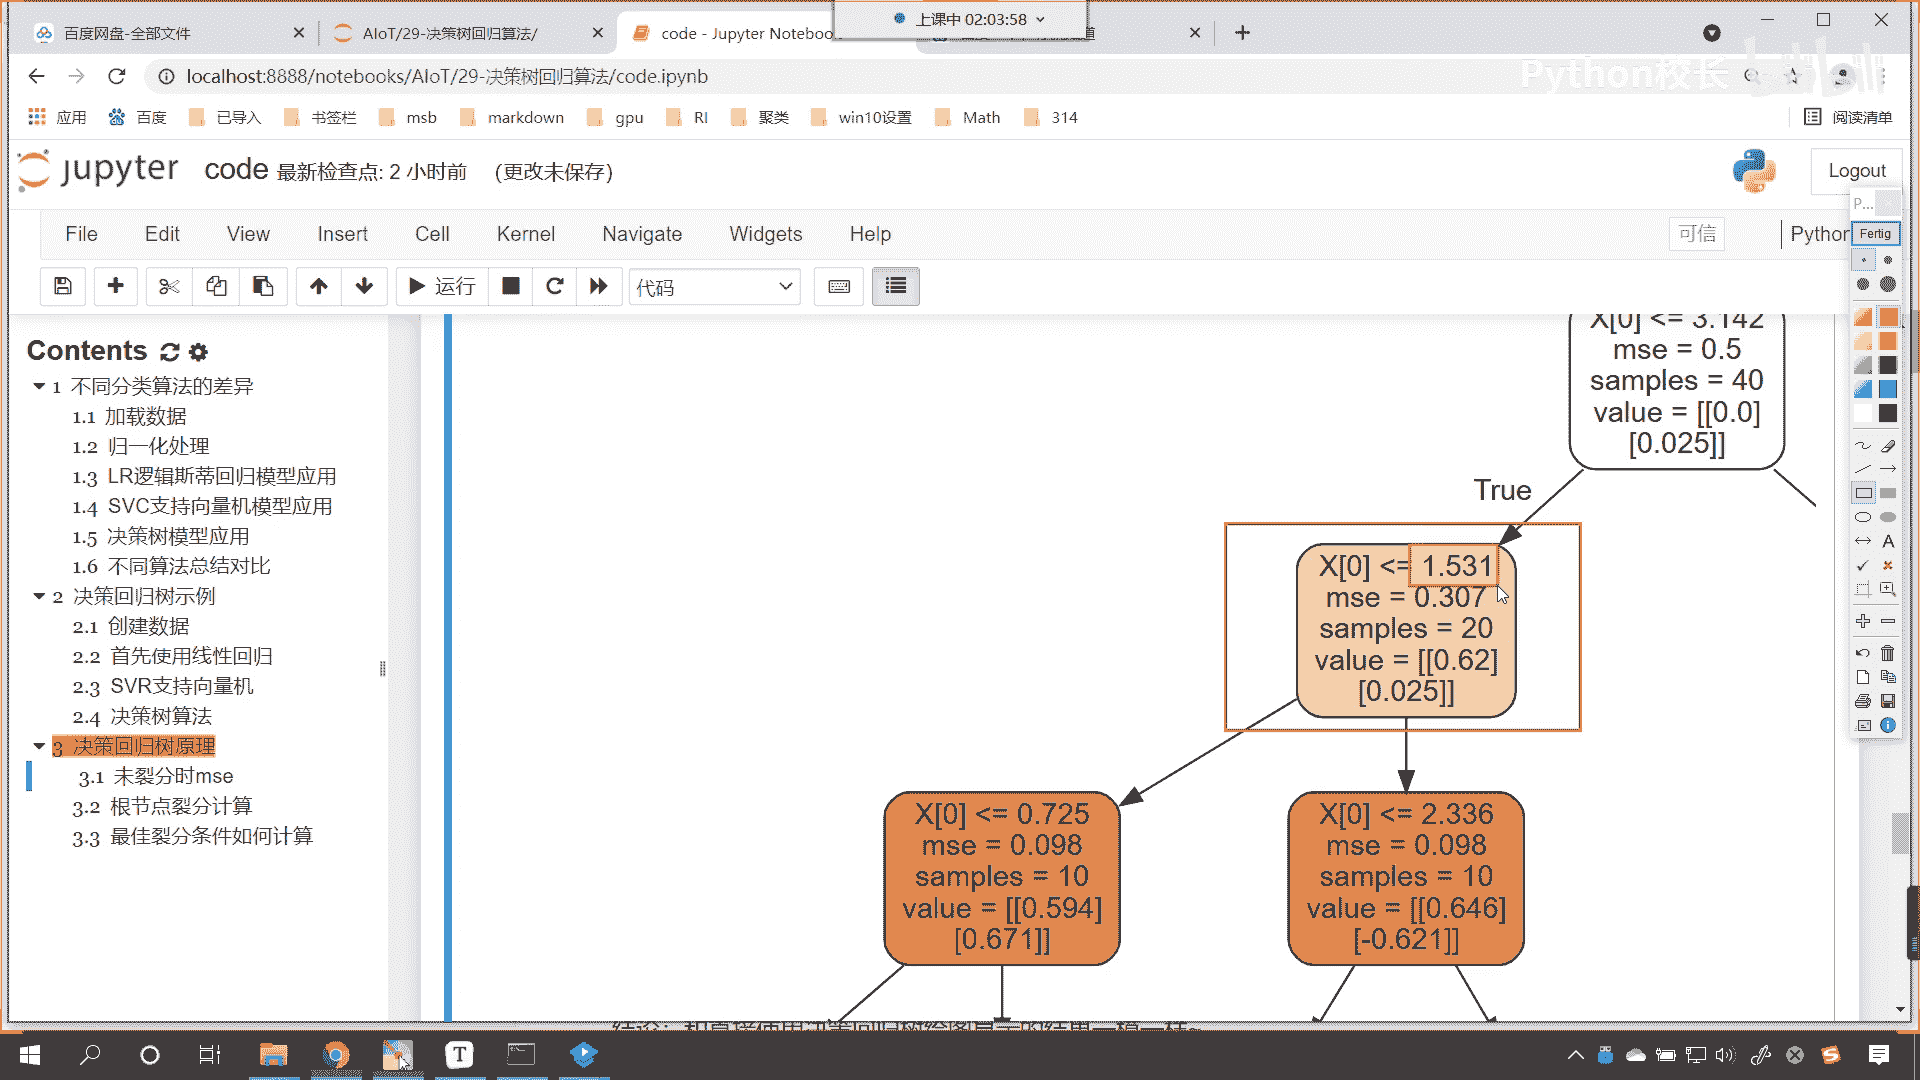 上课中 02:03:58
百度网盘-全部文件
AIoT/29-决策树回归算法/
code - Jupyter Noteboo
localhost:8888/notebooks/AIoT/29-决策树回归算法/code.ipynb
Python校长
应用
百度
已导入
书签栏
msb
markdown
gpu
RI
聚类
win10设置
Math
314
阅读清单
jupyter
code 最新检查点: 2 小时前 (更改未保存)
Logout
File
Edit
View
Insert
Cell
Kernel
Navigate
Widgets
Help
可信
Python
P...
Fertig
运行
代码
Contents
1 不同分类算法的差异
1.1 加载数据
1.2 归一化处理
1.3 LR逻辑斯蒂回归模型应用
1.4 SVC支持向量机模型应用
1.5 决策树模型应用
1.6 不同算法总结对比
2 决策回归树示例
2.1 创建数据
2.2 首先使用线性回归
2.3 SVR支持向量机
2.4 决策树算法
3 决策回归树原理
3.1 未裂分时mse
3.2 根节点裂分计算
3.3 最佳裂分条件如何计算
X[0] <= 3.142
mse = 0.5
samples = 40
value = [[0.0]
[0.025]]
True
X[0] <= 1.531
mse = 0.307
samples = 20
value = [[0.62]
[0.025]]
X[0] <= 0.725
mse = 0.098
samples = 10
value = [[0.594]
[0.671]]
X[0] <= 2.336
mse = 0.098
samples = 10
value = [[0.646]
[-0.621]]